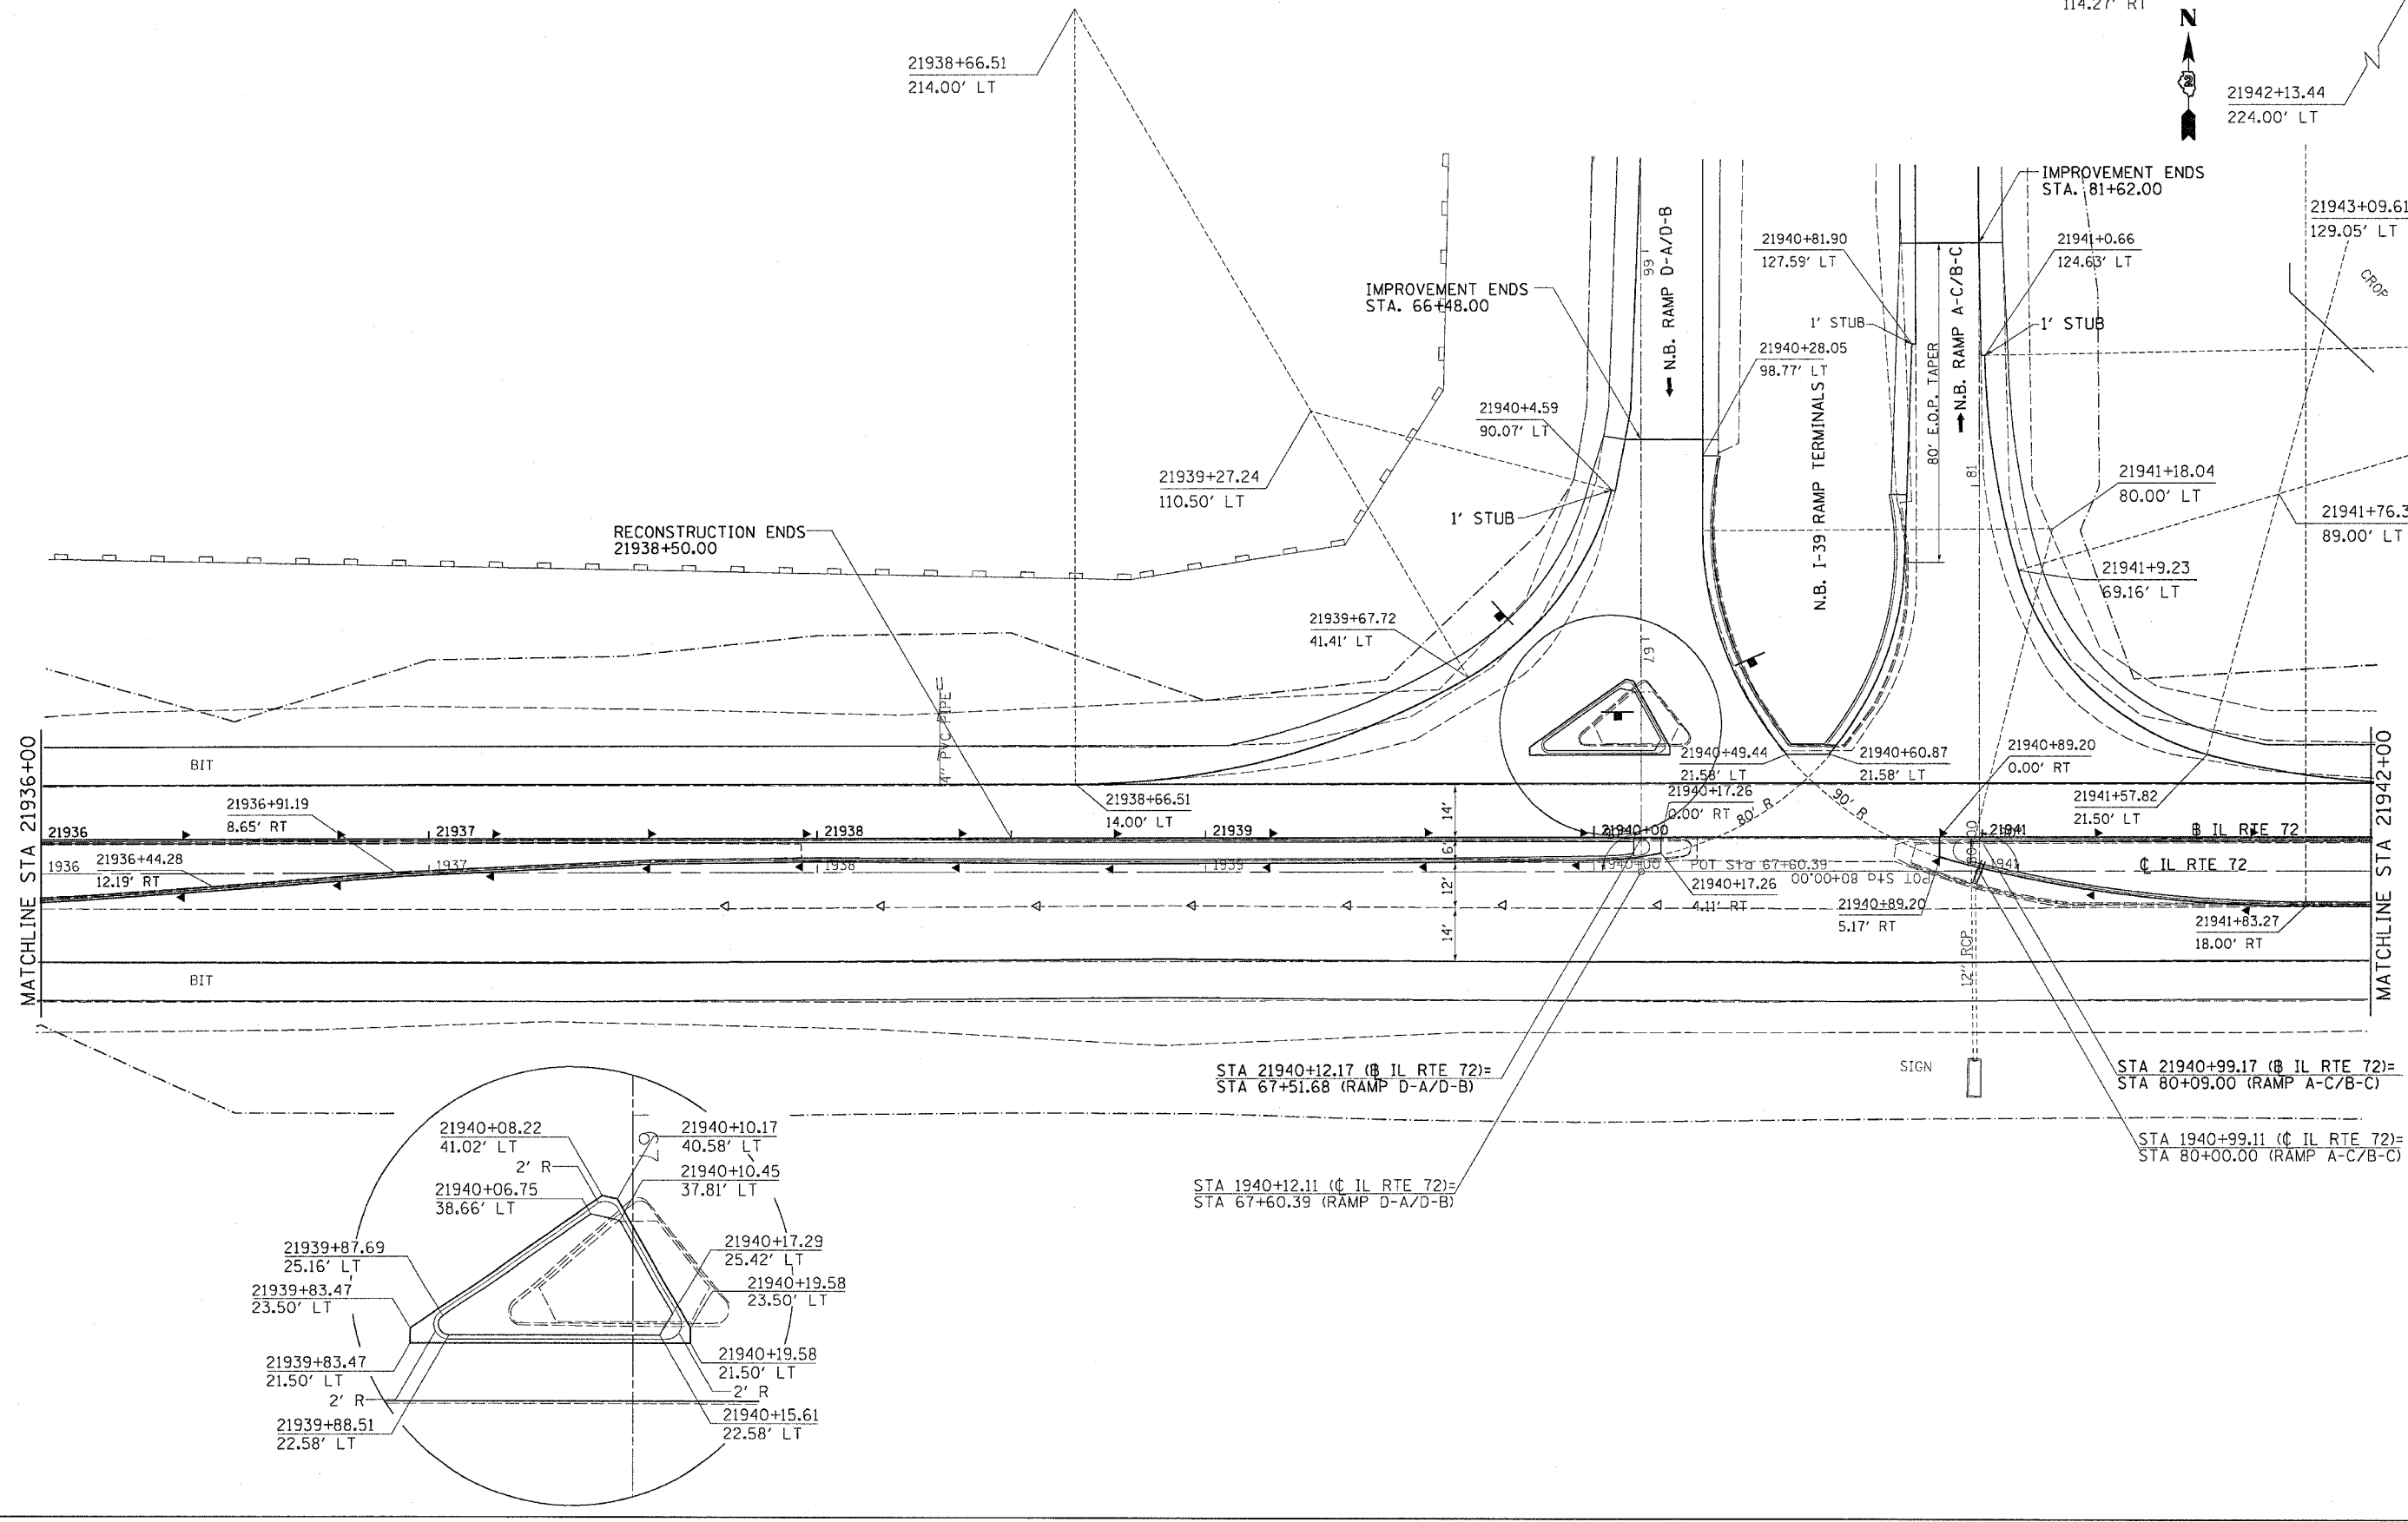 114.27' RT
N
2
21938+66.51
214.00' LT
21942+13.44
224.00' LT
IMPROVEMENT ENDS
STA. 81+62.00
21943+09.61
129.05' LT
CROP
N.B. RAMP D-A/D-B
66
21940+81.90
127.59' LT
21941+0.66
124.63' LT
IMPROVEMENT ENDS
STA. 66+48.00
1' STUB
1' STUB
21940+28.05
98.77' LT
80' E.O.P. TAPER
N.B. RAMP A-C/B-C
N.B. I-39 RAMP TERMINALS
21940+4.59
90.07' LT
21939+27.24
110.50' LT
81
21941+18.04
80.00' LT
1' STUB
21941+76.3
89.00' LT
RECONSTRUCTION ENDS
21938+50.00
21941+9.23
69.16' LT
21939+67.72
41.41' LT
67
4" PVC PIPE
MATCHLINE STA 21936+00
MATCHLINE STA 21942+00
BIT
21940+49.44
21.58' LT
21940+60.87
21.58' LT
21940+89.20
0.00' RT
21936+91.19
8.65' RT
21938+66.51
14.00' LT
14'
21940+17.26
0.00' RT
80' R
90' R
21941+57.82
21.50' LT
21936
21937
21938
21939
21940+00
21941
B IL RTE 72
6'
1936
21936+44.28
12.19' RT
1937
1938
1939
1940+00
POT Sta 67+60.39
POT Sta 80+00.00
80+00
1941
℄ IL RTE 72
12'
21940+17.26
4.11' RT
21940+89.20
5.17' RT
21941+83.27
18.00' RT
14'
12" RCP
BIT
SIGN
STA 21940+12.17 (B IL RTE 72)=
STA 67+51.68 (RAMP D-A/D-B)
STA 21940+99.17 (B IL RTE 72)=
STA 80+09.00 (RAMP A-C/B-C)
STA 1940+99.11 (℄ IL RTE 72)=
STA 80+00.00 (RAMP A-C/B-C)
STA 1940+12.11 (℄ IL RTE 72)=
STA 67+60.39 (RAMP D-A/D-B)
21940+08.22
41.02' LT
21940+10.17
40.58' LT
67
2' R
21940+10.45
37.81' LT
21940+06.75
38.66' LT
21939+87.69
25.16' LT
21940+17.29
25.42' LT
21939+83.47
23.50' LT
21940+19.58
23.50' LT
21939+83.47
21.50' LT
21940+19.58
21.50' LT
2' R
2' R
21939+88.51
22.58' LT
21940+15.61
22.58' LT